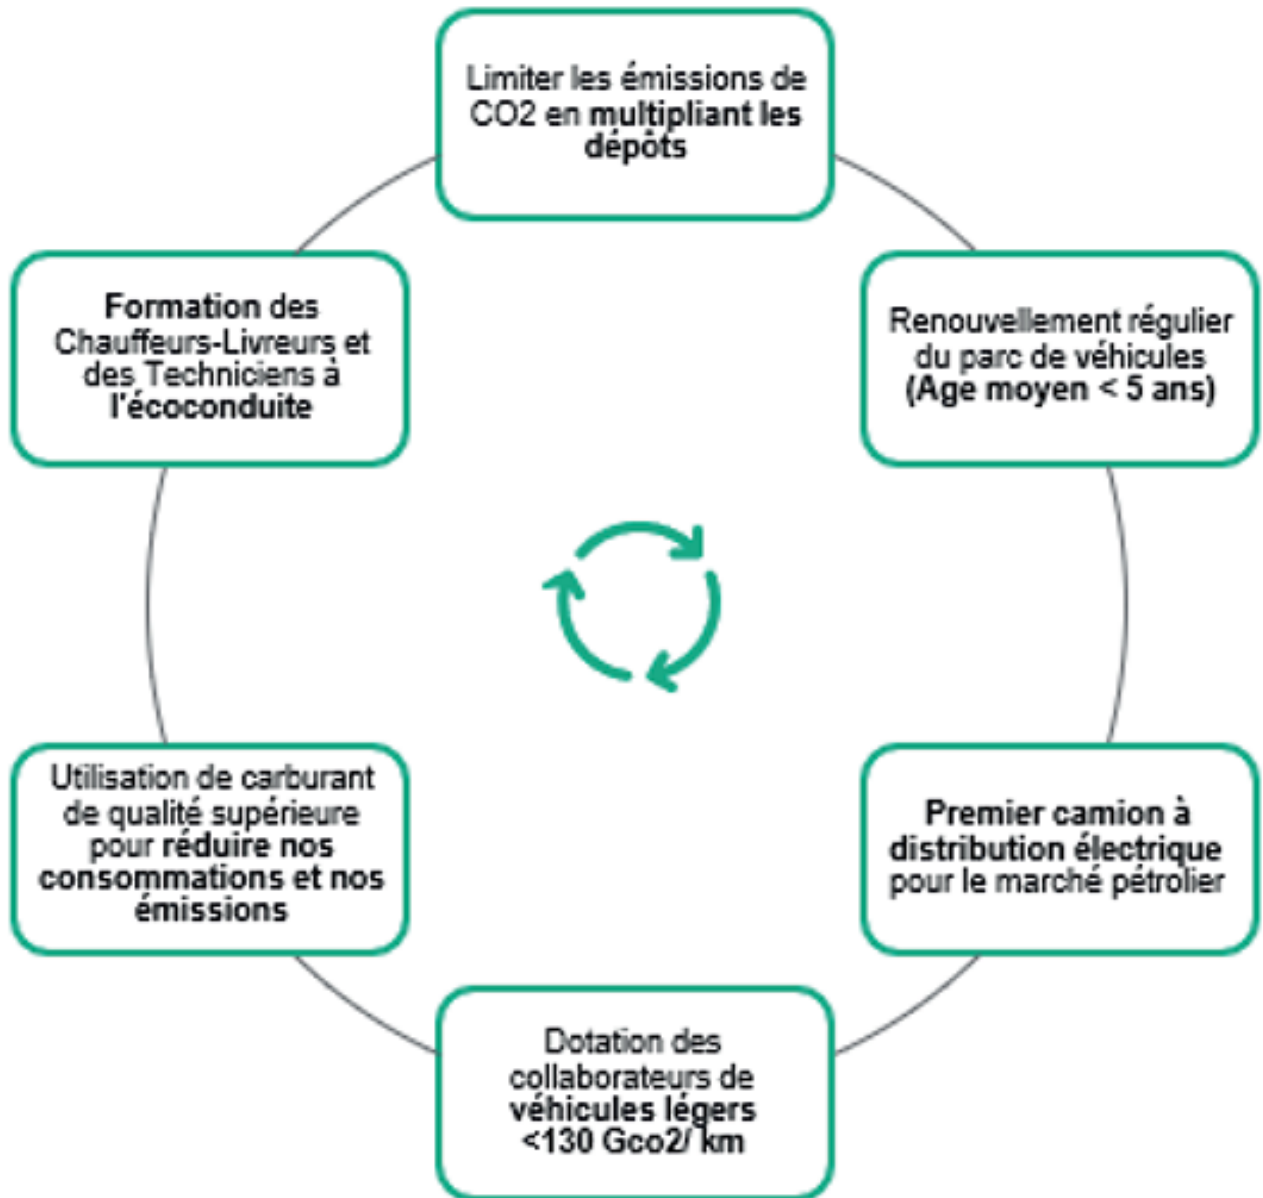 Limiter les émissions de
CO2 en multipliant les
dépôts
Renouvellement régulier
du parc de véhicules
(Age moyen < 5 ans)
Premier camion à
distribution électrique
pour le marché pétrolier
Dotation des
collaborateurs de
véhicules légers
<130 Gco2/ km
Utilisation de carburant
de qualité supérieure
pour réduire nos
consommations et nos
émissions
Formation des
Chauffeurs-Livreurs et
des Techniciens à
l'écoconduite